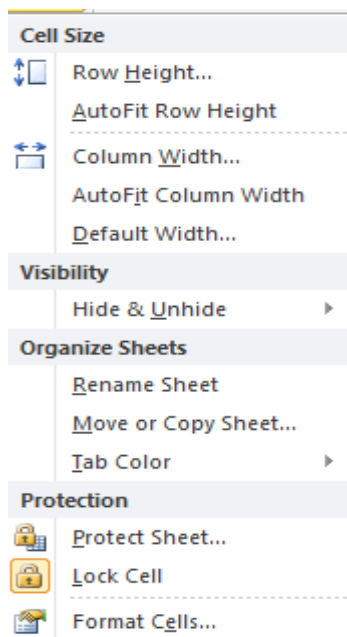 Cell Size
Row Height...
AutoFit Row Height
Column Width...
AutoFit Column Width
Default Width...
Visibility
Hide & Unhide
Organize Sheets
Rename Sheet
Move or Copy Sheet...
Tab Color
Protection
Protect Sheet...
Lock Cell
Format Cells...